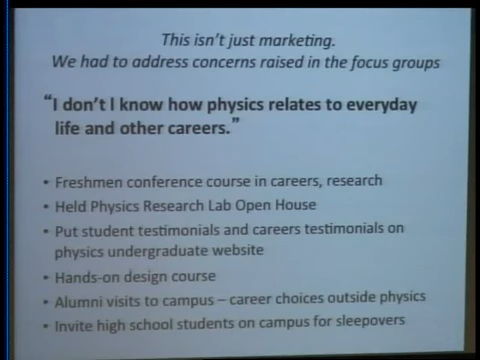 This isn't just marketing.
We had to address concerns raised in the focus groups
"I don't I know how physics relates to everyday
life and other careers."
• Freshmen conference course in careers, research
• Held Physics Research Lab Open House
• Put student testimonials and careers testimonials on
physics undergraduate website
• Hands-on design course
• Alumni visits to campus – career choices outside physics
• Invite high school students on campus for sleepovers